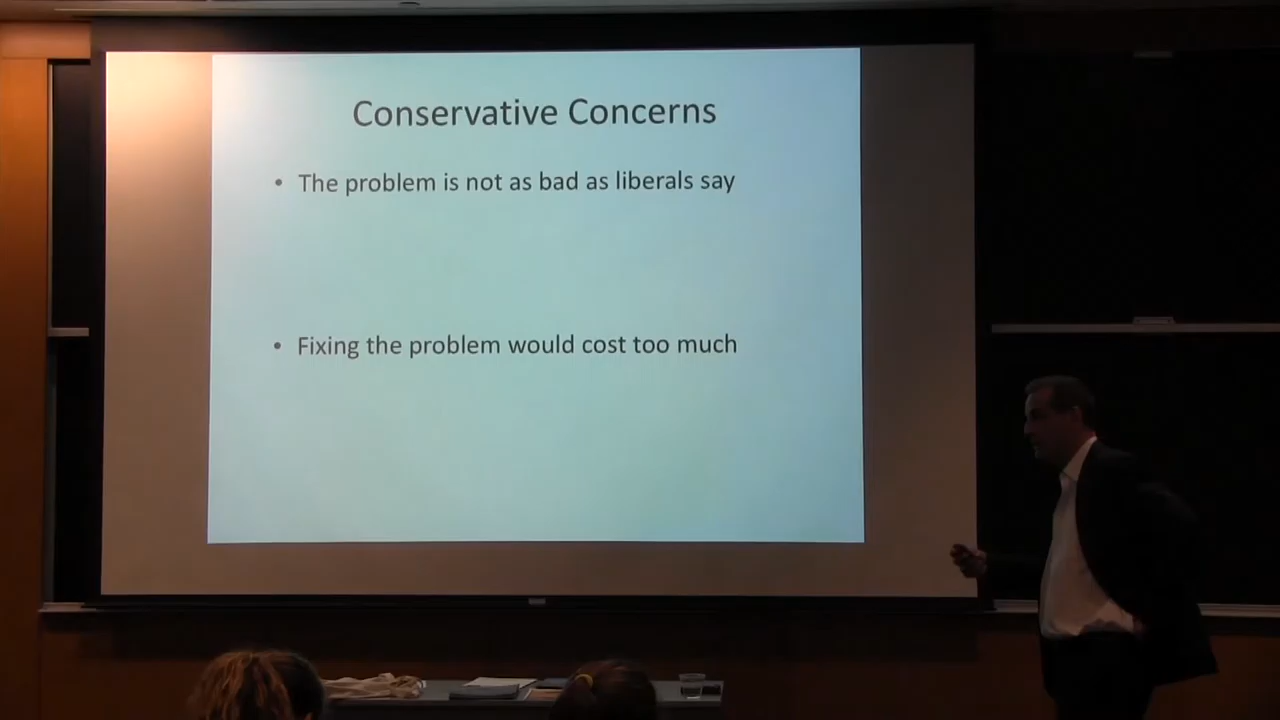 Conservative Concerns
• The problem is not as bad as liberals say
• Fixing the problem would cost too much